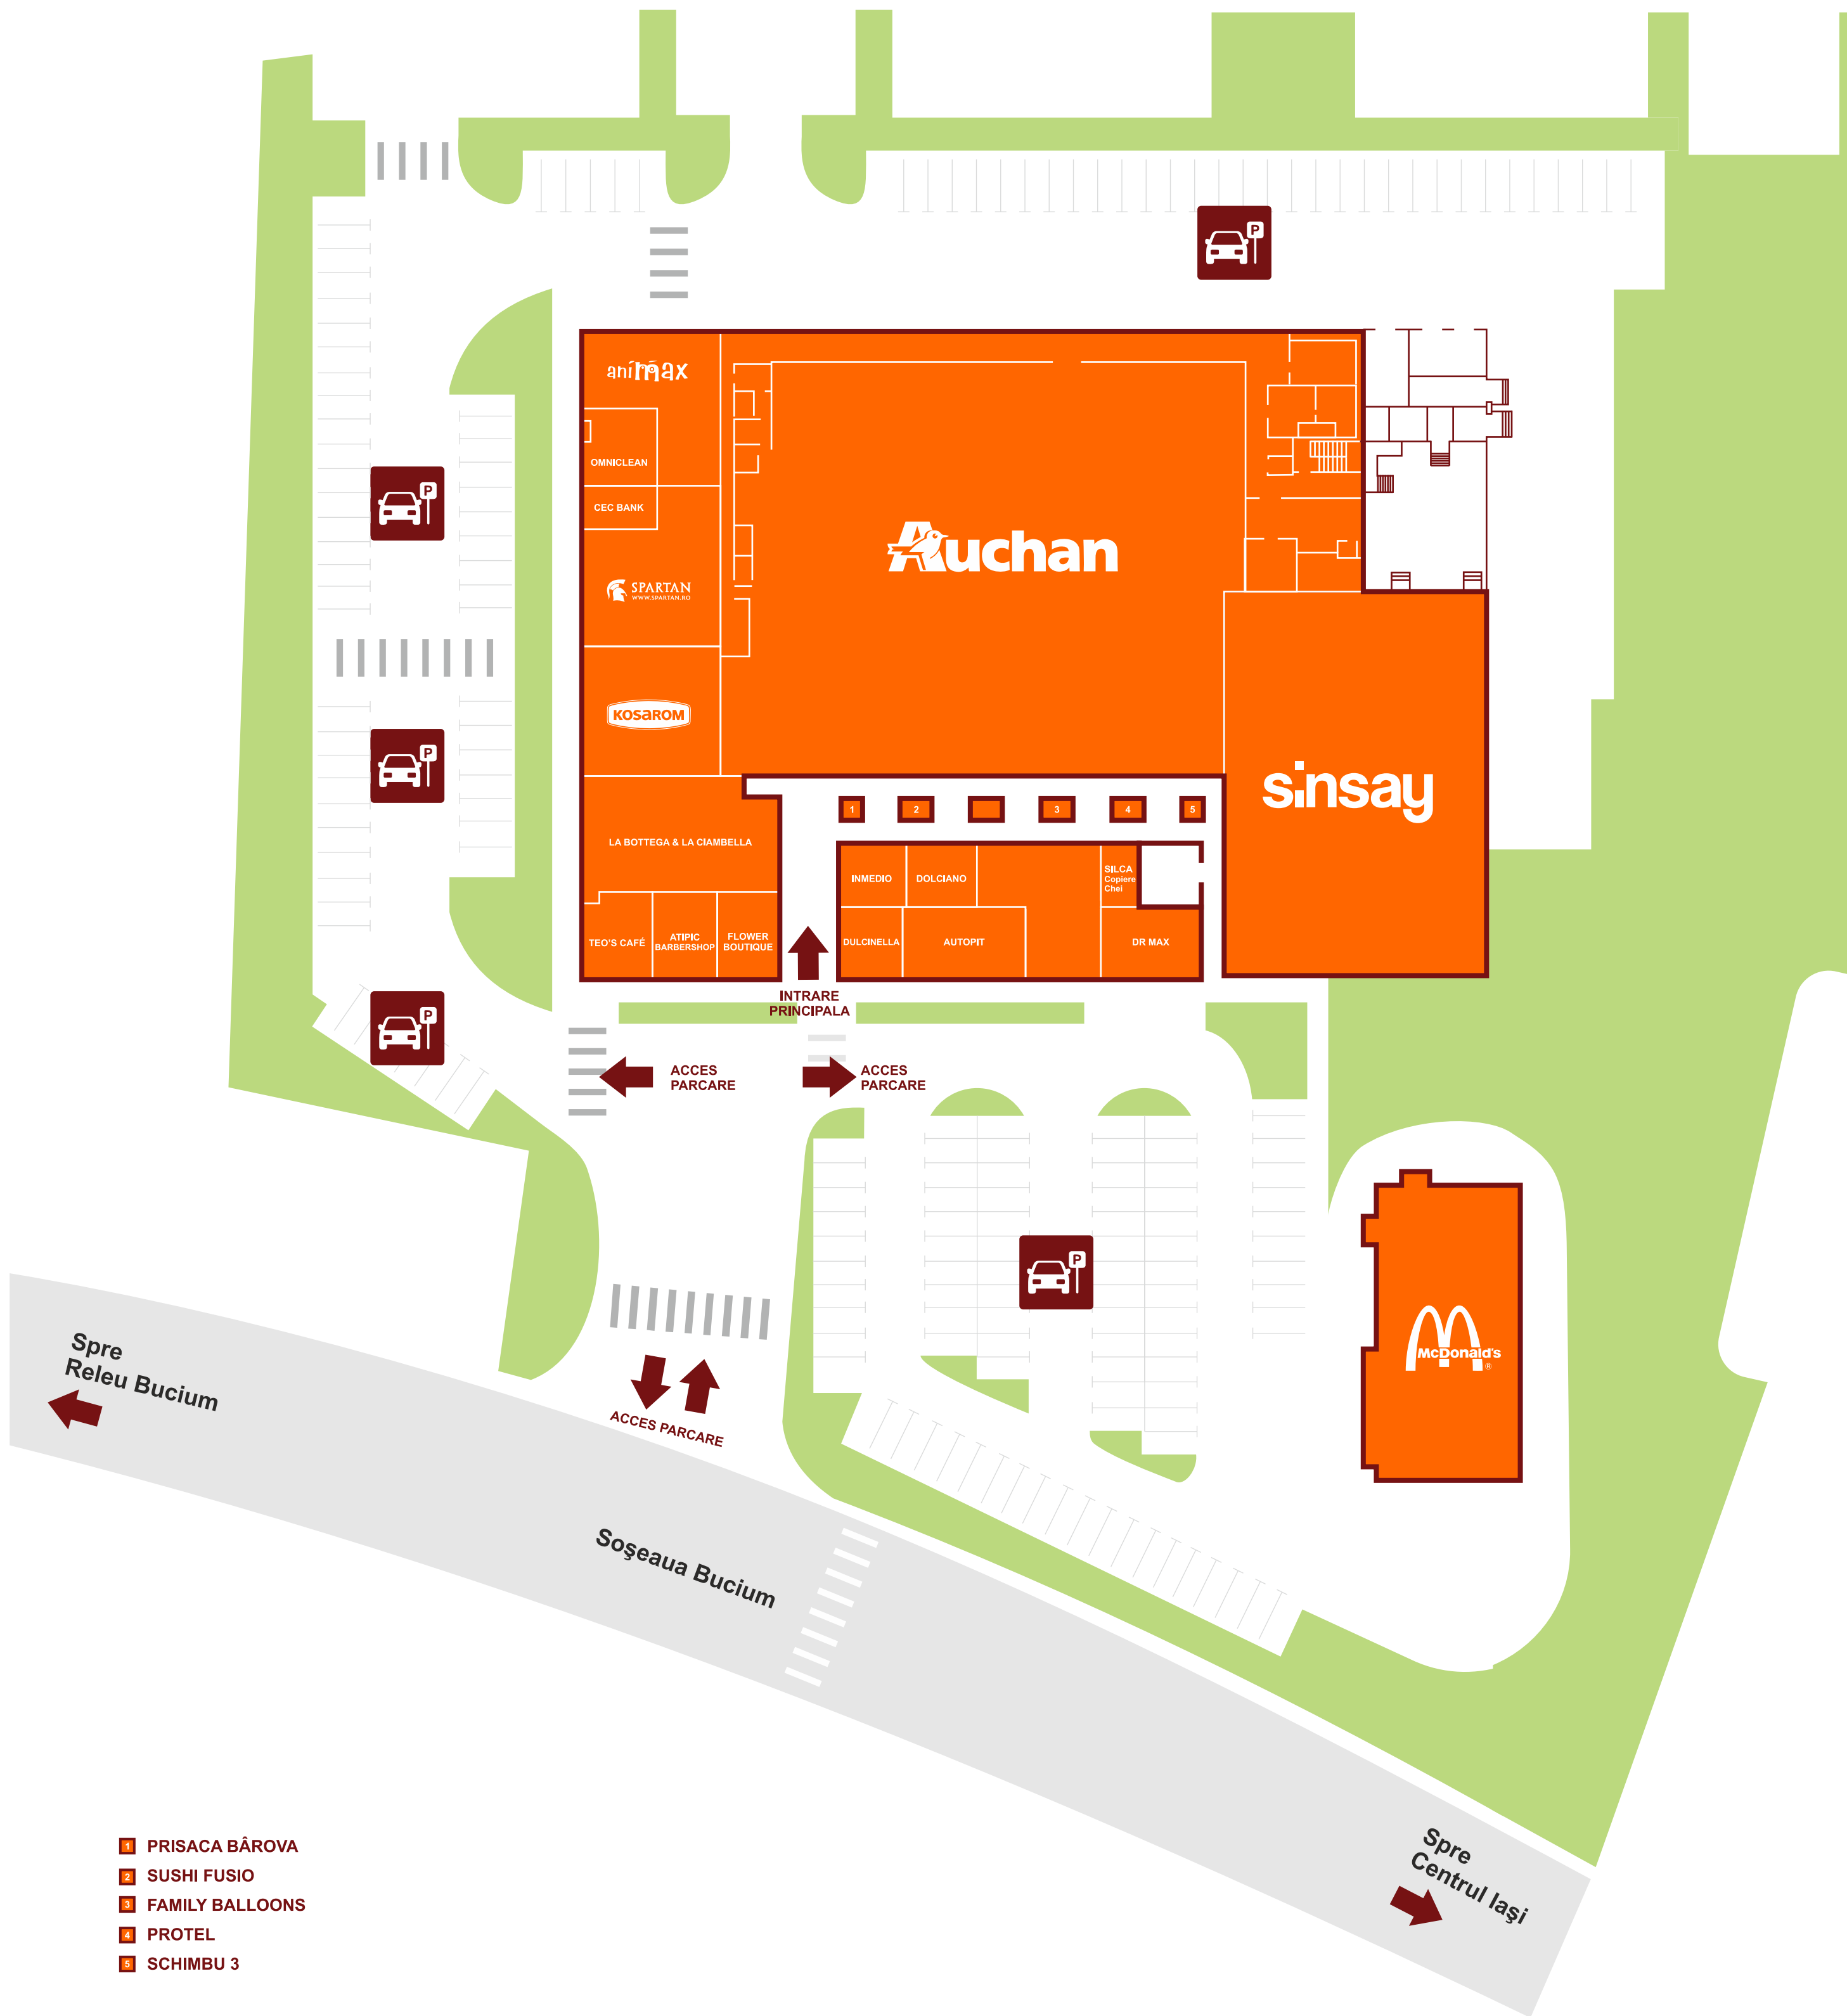 P
anımax
OMNICLEAN
CEC BANK
P
Auchan
SPARTAN
WWW.SPARTAN.RO
KOSAROM
P
sinsay
1
2
3
4
5
LA BOTTEGA & LA CIAMBELLA
INMEDIO
DOLCIANO
SILCA
Copiere
Chei
TEO'S CAFÉ
ATIPIC
BARBERSHOP
FLOWER
BOUTIQUE
DULCINELLA
AUTOPIT
DR MAX
INTRARE
PRINCIPALA
P
ACCES
PARCARE
ACCES
PARCARE
P
McDonald's
®
Spre
Releu Bucium
ACCES PARCARE
Şoseaua Bucium
Spre
Centrul Iaşi
1 PRISACA BÂROVA
2 SUSHI FUSIO
3 FAMILY BALLOONS
4 PROTEL
5 SCHIMBU 3